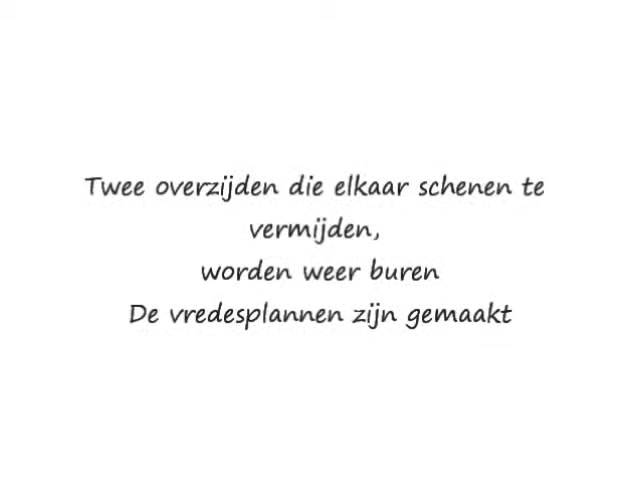 Twee overzijden die elkaar schenen te
vermijden,
worden weer buren
De vredesplannen zijn gemaakt